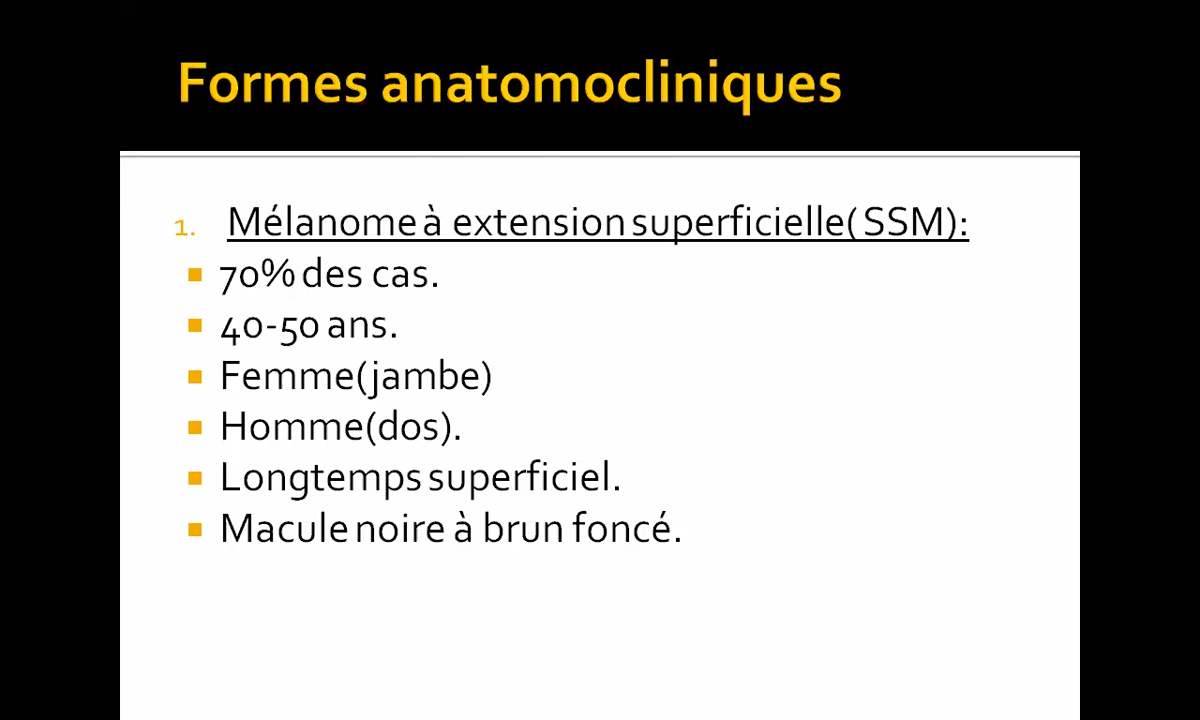 Formes anatomocliniques
1. Mélanome à extension superficielle( SSM):
70% des cas.
40-50 ans.
Femme(jambe)
Homme(dos).
Longtemps superficiel.
Macule noire à brun foncé.